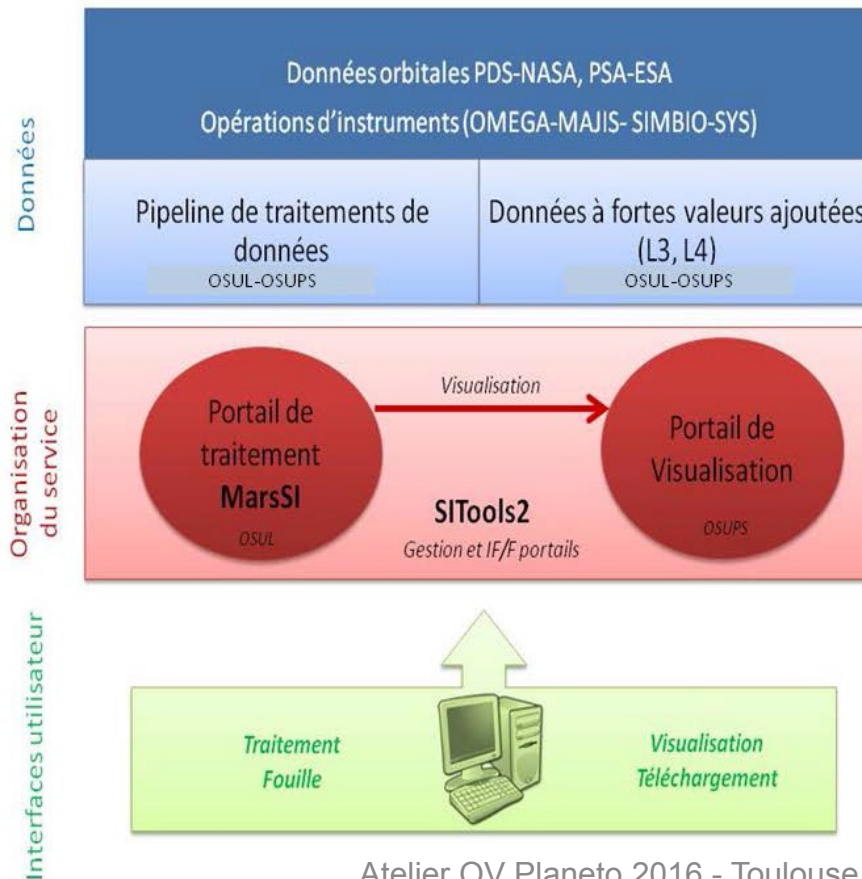 Données
Données orbitales PDS-NASA, PSA-ESA
Opérations d'instruments (OMEGA-MAJIS- SIMBIO-SYS)
Pipeline de traitements de
données
OSUL-OSUPS
Données à fortes valeurs ajoutées
(L3, L4)
OSUL-OSUPS
Organisation
du service
Portail de
traitement
MarsSI
OSUL
Visualisation
SITools2
Gestion et IF/F portails
Portail de
Visualisation
OSUPS
Interfaces utilisateur
Traitement
Fouille
Visualisation
Téléchargement
Atelier OV Planeto 2016 - Toulouse